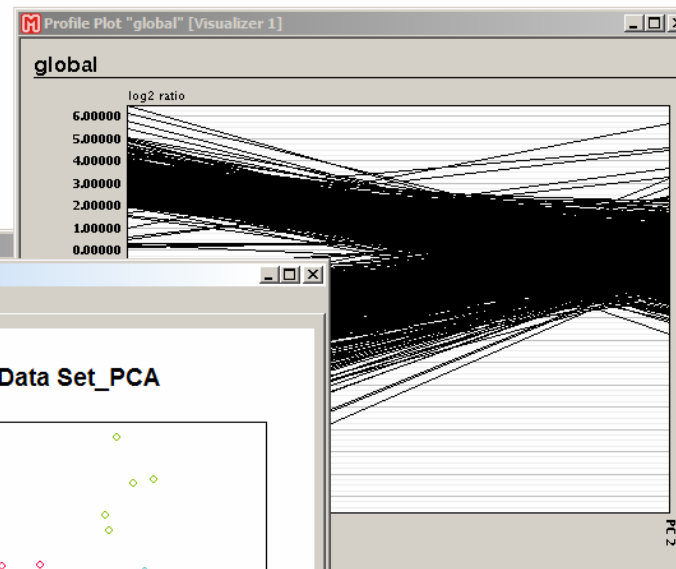 Profile Plot "global" [Visualizer 1]
global
log2 ratio
6.00000
5.00000
4.00000
3.00000
2.00000
1.00000
0.00000
Data Set_PCA
PC 2